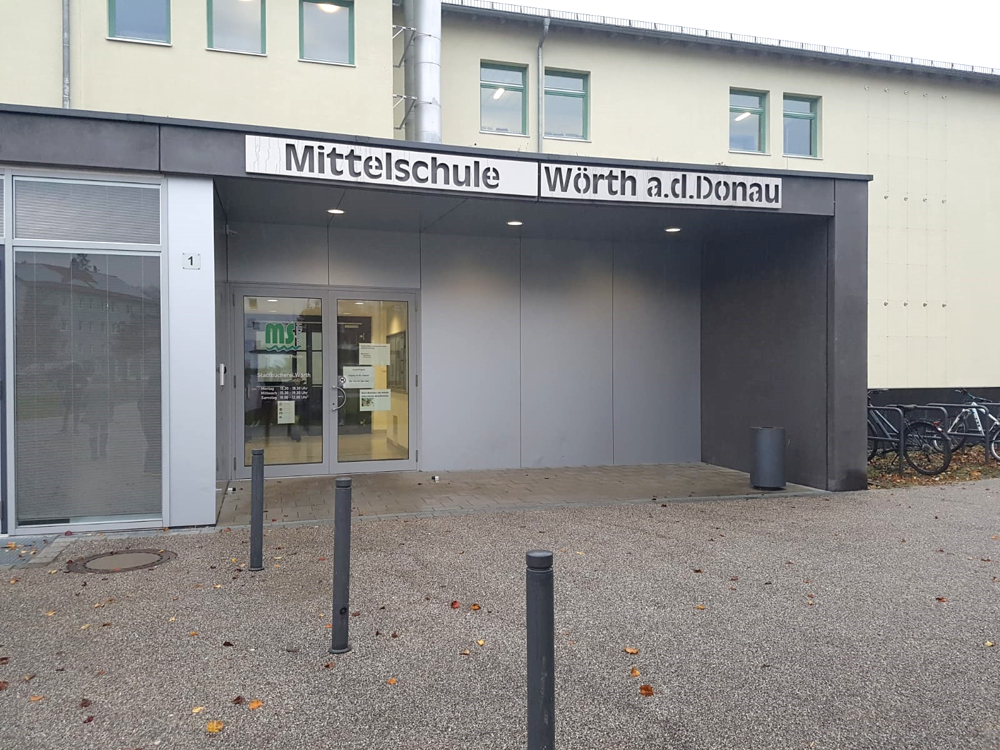 Mittelschule Wörth a.d.Donau
1
ms
Wörth
Stadtbücherei Wörth
Montag 15.30 - 18.30 Uhr
Mittwoch 15.30 - 19.30 Uhr
Samstag 10.00 - 12.00 Uhr